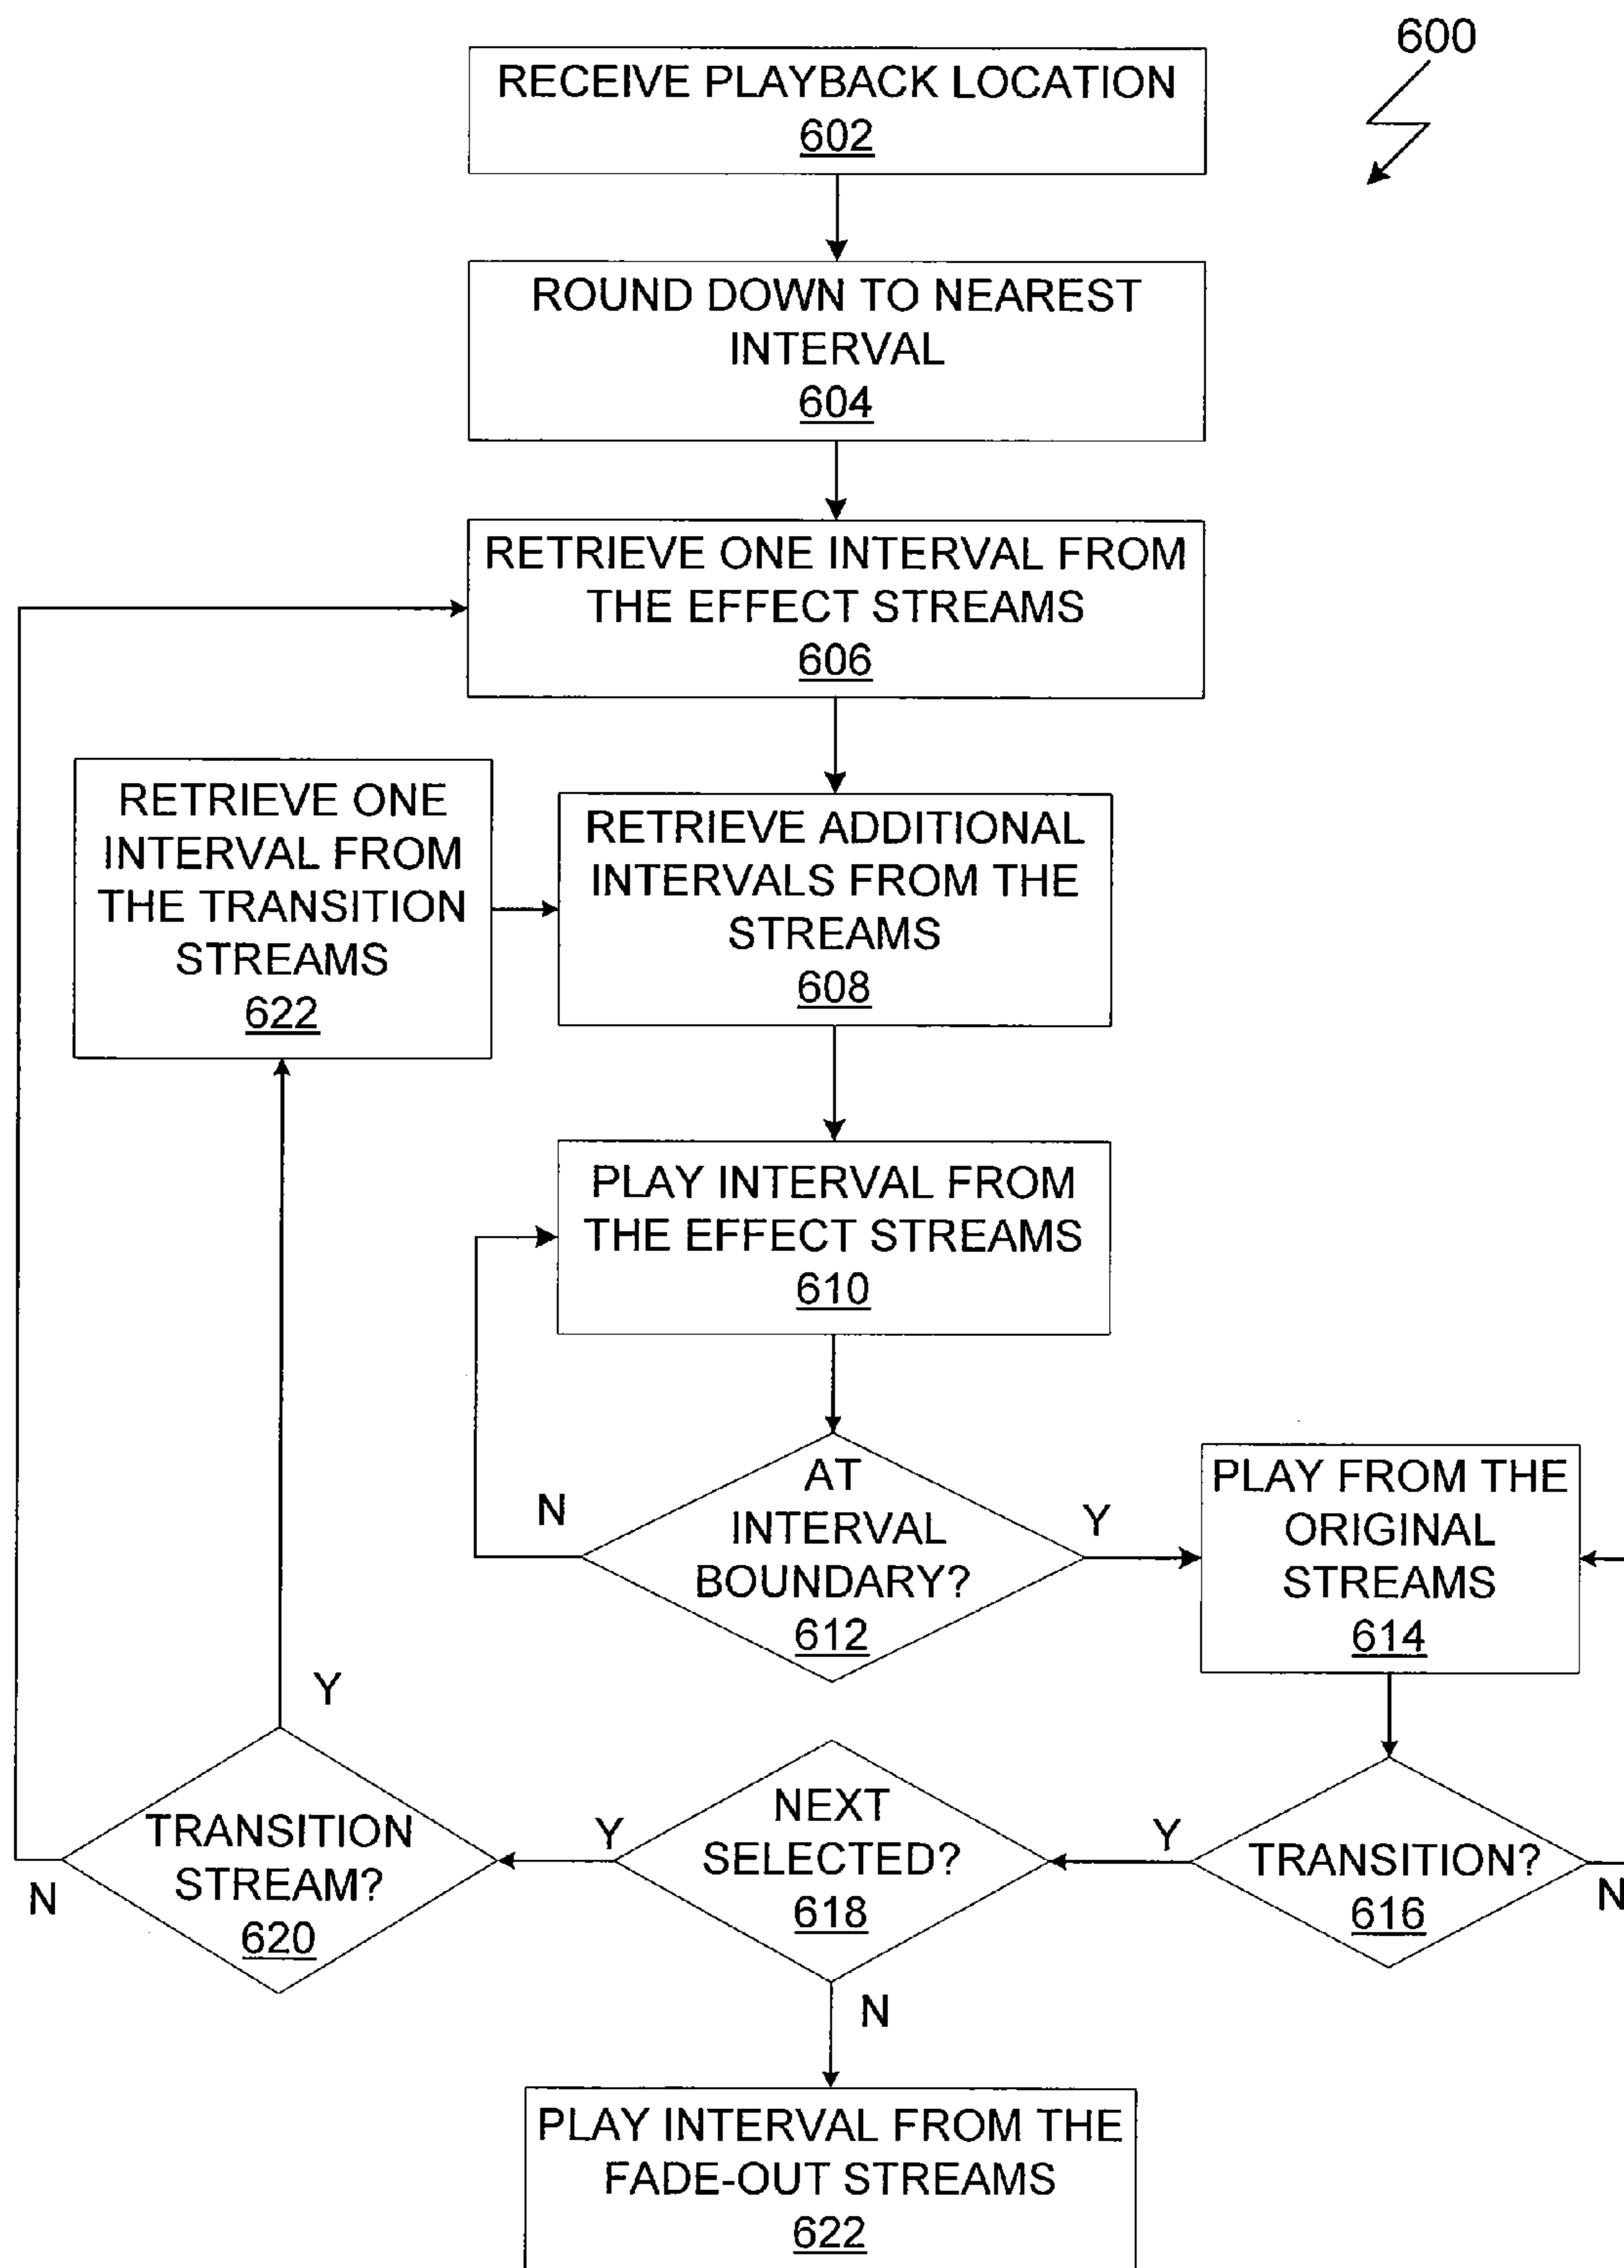 600
RECEIVE PLAYBACK LOCATION
602
ROUND DOWN TO NEAREST
INTERVAL
604
RETRIEVE ONE INTERVAL FROM
THE EFFECT STREAMS
606
RETRIEVE ONE
INTERVAL FROM
THE TRANSITION
STREAMS
622
RETRIEVE ADDITIONAL
INTERVALS FROM THE
STREAMS
608
PLAY INTERVAL FROM
THE EFFECT STREAMS
610
AT
INTERVAL
BOUNDARY?
612
N
Y
PLAY FROM THE
ORIGINAL
STREAMS
614
TRANSITION?
616
Y
N
NEXT
SELECTED?
618
Y
N
TRANSITION
STREAM?
620
Y
N
PLAY INTERVAL FROM THE
FADE-OUT STREAMS
622